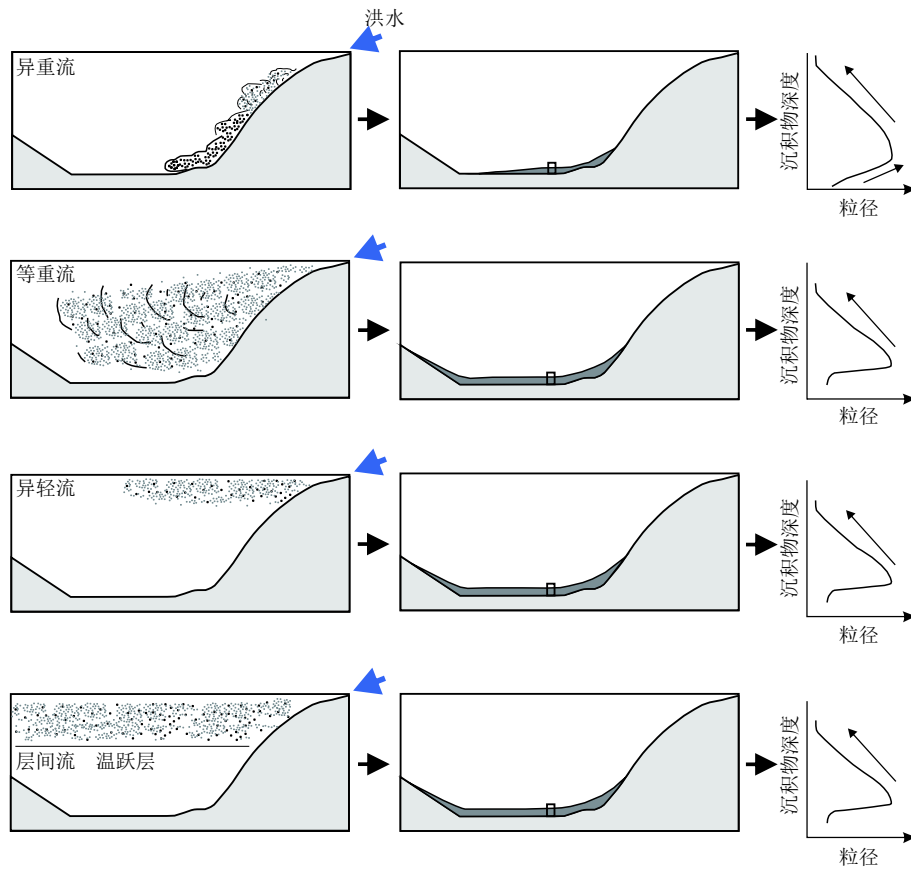 洪水
异重流
沉积物深度
粒径
等重流
沉积物深度
粒径
异轻流
沉积物深度
粒径
层间流 温跃层
沉积物深度
粒径